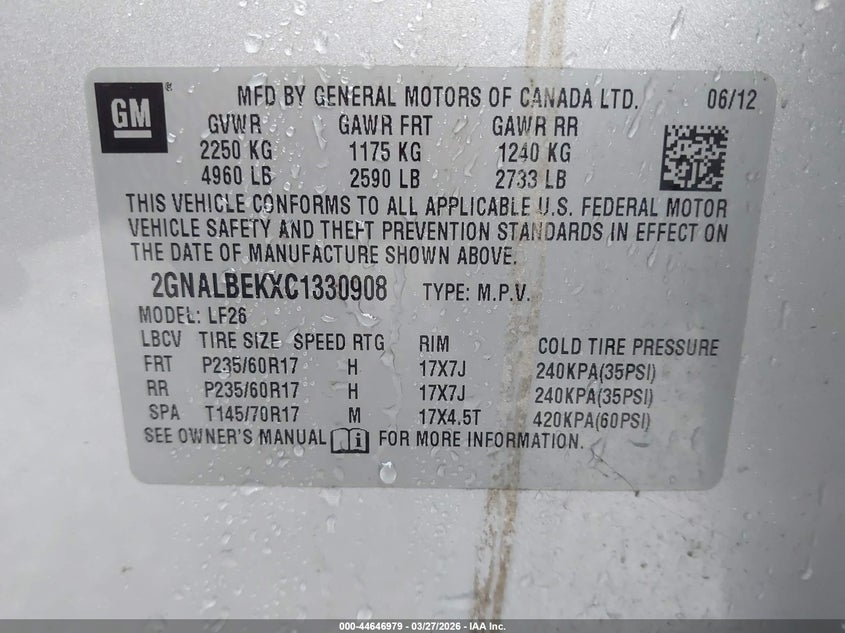 GM® MFD BY GENERAL MOTORS OF CANADA LTD. 06/12
GVWR GAWR FRT GAWR RR
2250 KG 1175 KG 1240 KG
4960 LB 2590 LB 2733 LB
THIS VEHICLE CONFORMS TO ALL APPLICABLE U.S. FEDERAL MOTOR
VEHICLE SAFETY AND THEFT PREVENTION STANDARDS IN EFFECT ON
THE DATE OF MANUFACTURE SHOWN ABOVE.
2GNALBEKXC1330908 TYPE: M.P.V.
MODEL: LF26
LBCV TIRE SIZE SPEED RTG RIM COLD TIRE PRESSURE
FRT P235/60R17 H 17X7J 240KPA(35PSI)
RR P235/60R17 H 17X7J 240KPA(35PSI)
SPA T145/70R17 M 17X4.5T 420KPA(60PSI)
SEE OWNER'S MANUAL i FOR MORE INFORMATION.
000-44646979 - 03/27/2026 - IAAI, Inc.